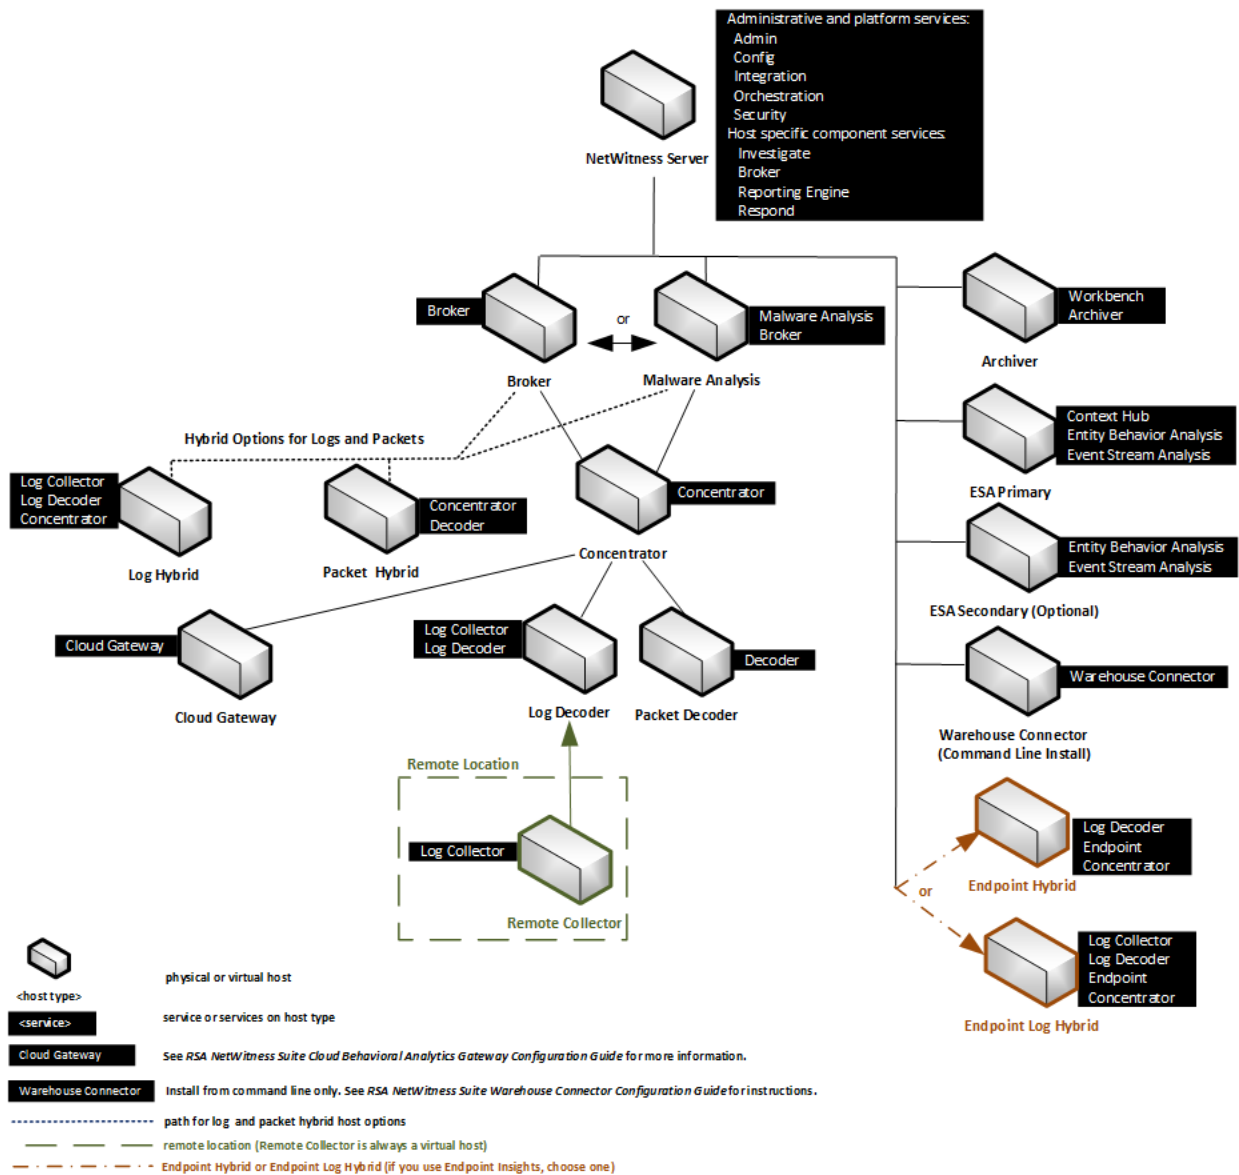 Administrative and platform services:
Admin
Config
Integration
Orchestration
Security
Host specific component services:
Investigate
Broker
Reporting Engine
Respond
NetWitness Server
Broker
or
Malware Analysis
Broker
Workbench
Archiver
Archiver
Broker
Malware Analysis
Hybrid Options for Logs and Packets
Context Hub
Entity Behavior Analysis
Event Stream Analysis
ESA Primary
Log Collector
Log Decoder
Concentrator
Log Hybrid
Concentrator
Decoder
Packet Hybrid
Concentrator
Concentrator
Entity Behavior Analysis
Event Stream Analysis
ESA Secondary (Optional)
Cloud Gateway
Cloud Gateway
Log Collector
Log Decoder
Log Decoder
Decoder
Packet Decoder
Warehouse Connector
Warehouse Connector
(Command Line Install)
Remote Location
Log Collector
Remote Collector
Log Decoder
Endpoint
Concentrator
Endpoint Hybrid
or
Log Collector
Log Decoder
Endpoint
Concentrator
Endpoint Log Hybrid
<host type>
physical or virtual host
<service>
service or services on host type
Cloud Gateway
See RSA NetWitness Suite Cloud Behavioral Analytics Gateway Configuration Guide for more information.
Warehouse Connector
Install from command line only. See RSA NetWitness Suite Warehouse Connector Configuration Guide for instructions.
path for log and packet hybrid host options
remote location (Remote Collector is always a virtual host)
Endpoint Hybrid or Endpoint Log Hybrid (if you use Endpoint Insights, choose one)